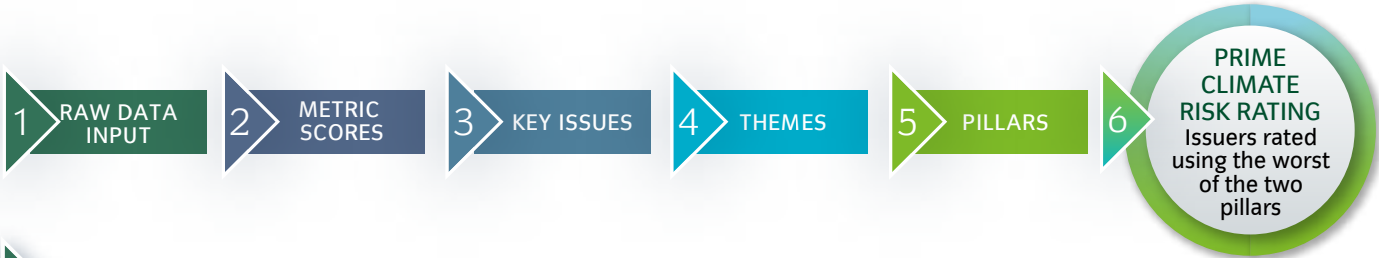 1 RAW DATA
INPUT
2 METRIC
SCORES
3 KEY ISSUES
4 THEMES
5 PILLARS
6
PRIME
CLIMATE
RISK RATING
Issuers rated
using the worst
of the two
pillars